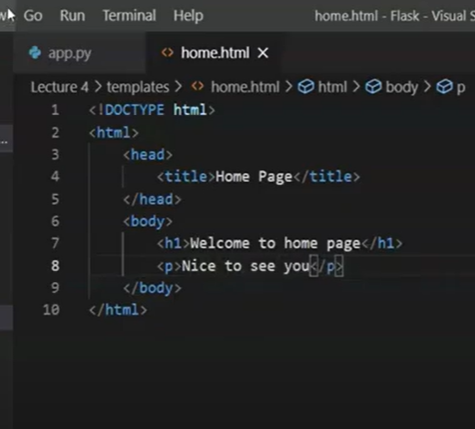 Go Run Terminal Help home.html - Flask - Visual S
app.py home.html
Lecture 4 > templates > home.html > html > body > p
1 <!DOCTYPE html>
2 <html>
3 <head>
4 <title>Home Page</title>
5 </head>
6 <body>
7 <h1>Welcome to home page</h1>
8 <p>Nice to see you</p>
9 </body>
10 </html>